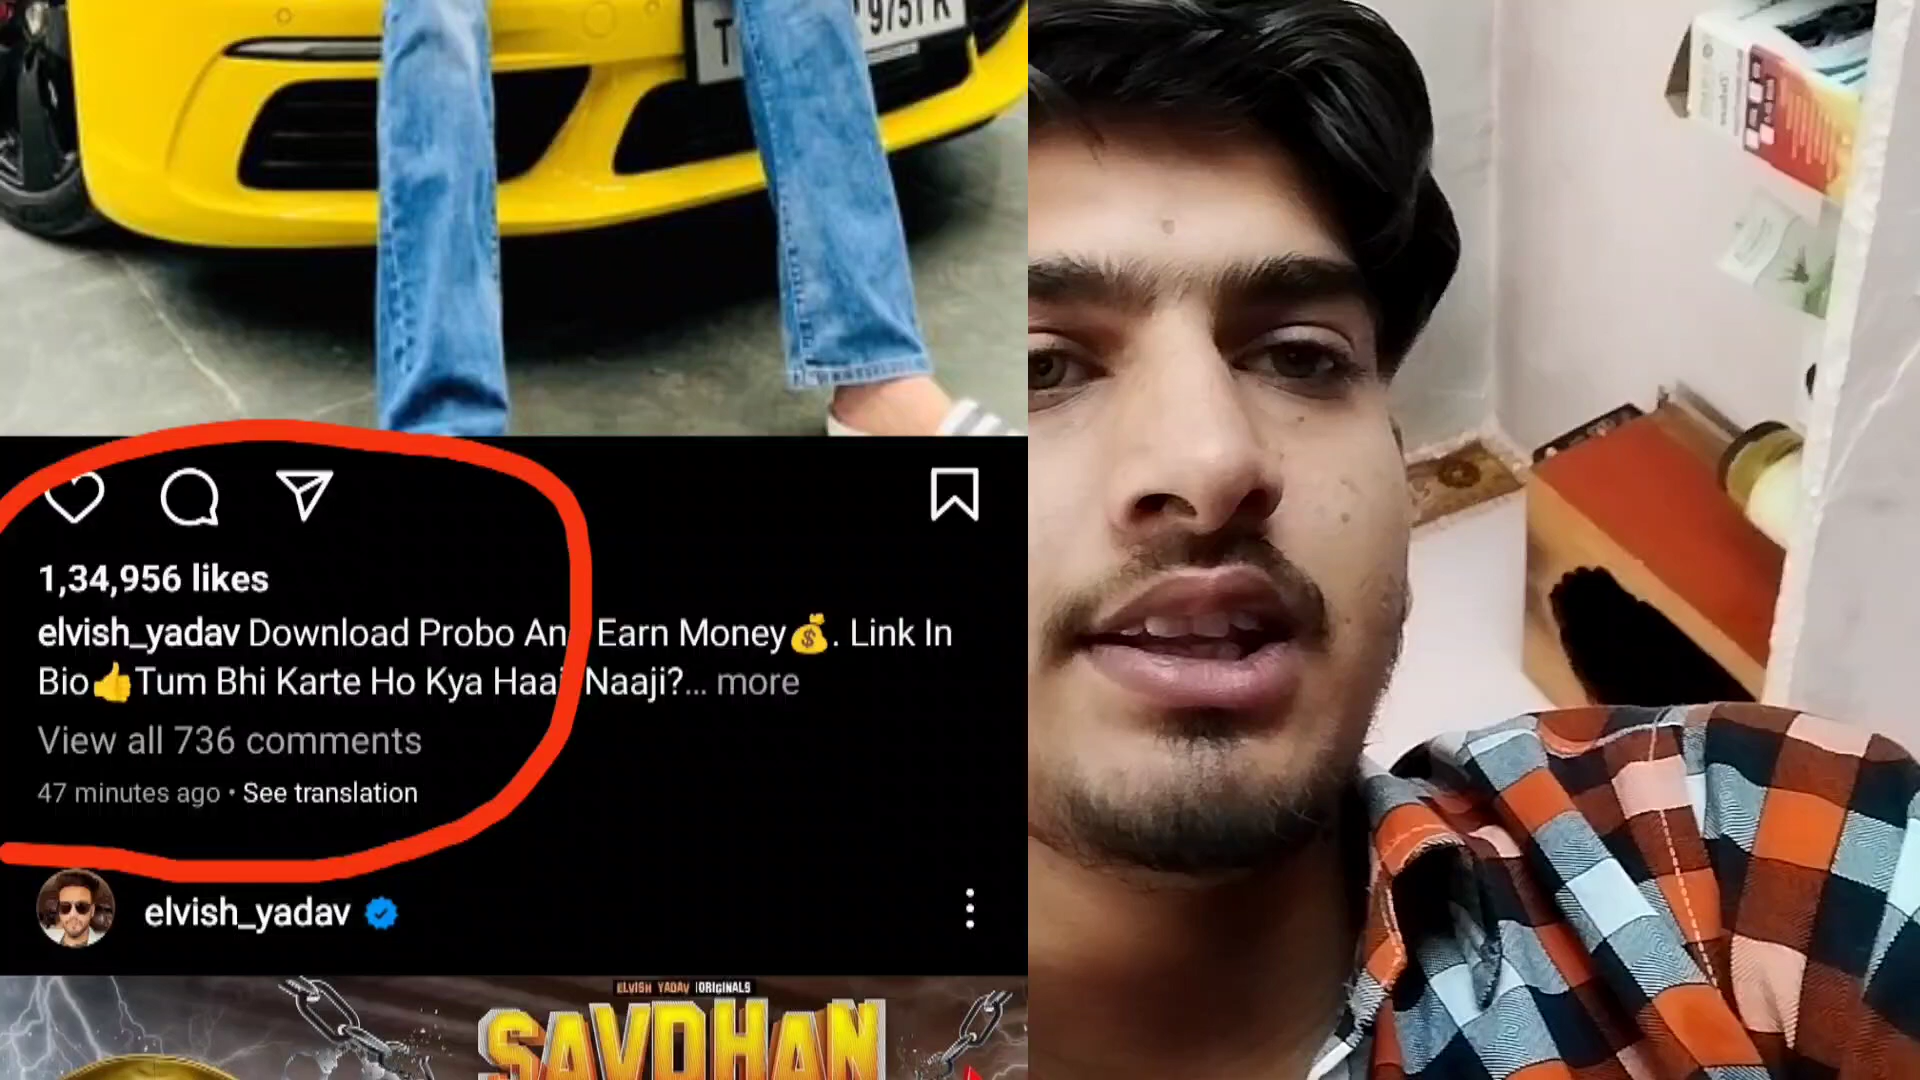 9751 K
1,34,956 likes
elvish_yadav Download Probo An Earn Money💰. Link In
Bio👍Tum Bhi Karte Ho Kya Haa Naaji?... more
View all 736 comments
47 minutes ago • See translation
elvish_yadav
ELVISH YADAV ORIGINALS
SAVDHAN